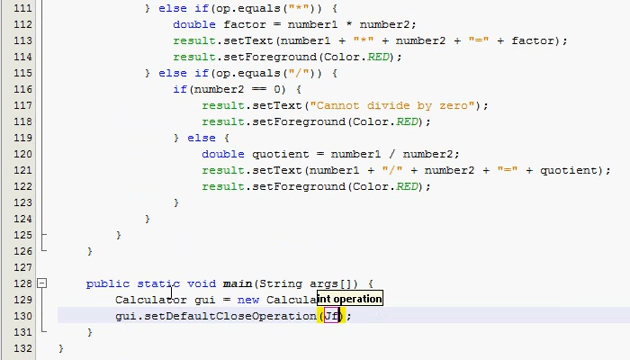 111 } else if(op.equals("*")) {
112 double factor = number1 * number2;
113 result.setText(number1 + "*" + number2 + "=" + factor);
114 result.setForeground(Color.RED);
115 } else if(op.equals("/")) {
116 if(number2 == 0) {
117 result.setText("Cannot divide by zero");
118 result.setForeground(Color.RED);
119 } else {
120 double quotient = number1 / number2;
121 result.setText(number1 + "/" + number2 + "=" + quotient);
122 result.setForeground(Color.RED);
123 }
124 }
125 }
126 }
127
128 public static void main(String args[]) {
129 Calculator gui = new Calcula int operation
130 gui.setDefaultCloseOperation(Jf);
131 }
132 }